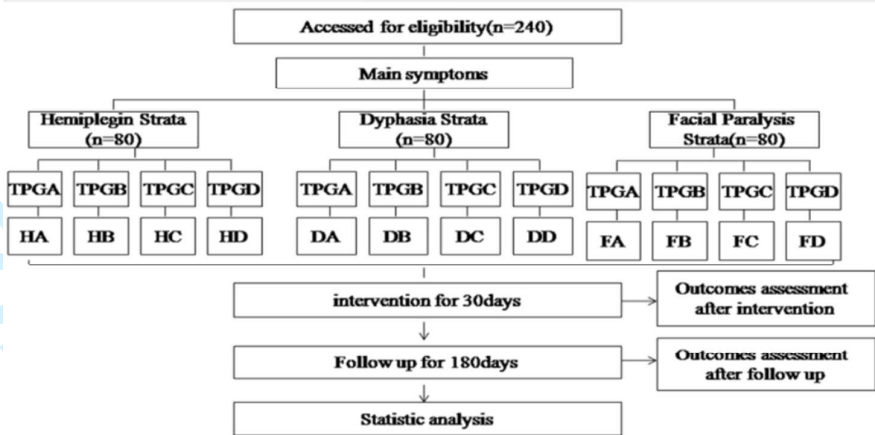 Accessed for eligibility(n=240)
Main symptoms
Hemiplegin Strata
(n=80)
Dyphasia Strata
(n=80)
Facial Paralysis
Strata(n=80)
TPGA TPGB TPGC TPGD TPGA TPGB TPGC TPGD TPGA TPGB TPGC TPGD
HA HB HC HD DA DB DC DD FA FB FC FD
intervention for 30days
Outcomes assessment
after intervention
Follow up for 180days
Outcomes assessment
after follow up
Statistic analysis